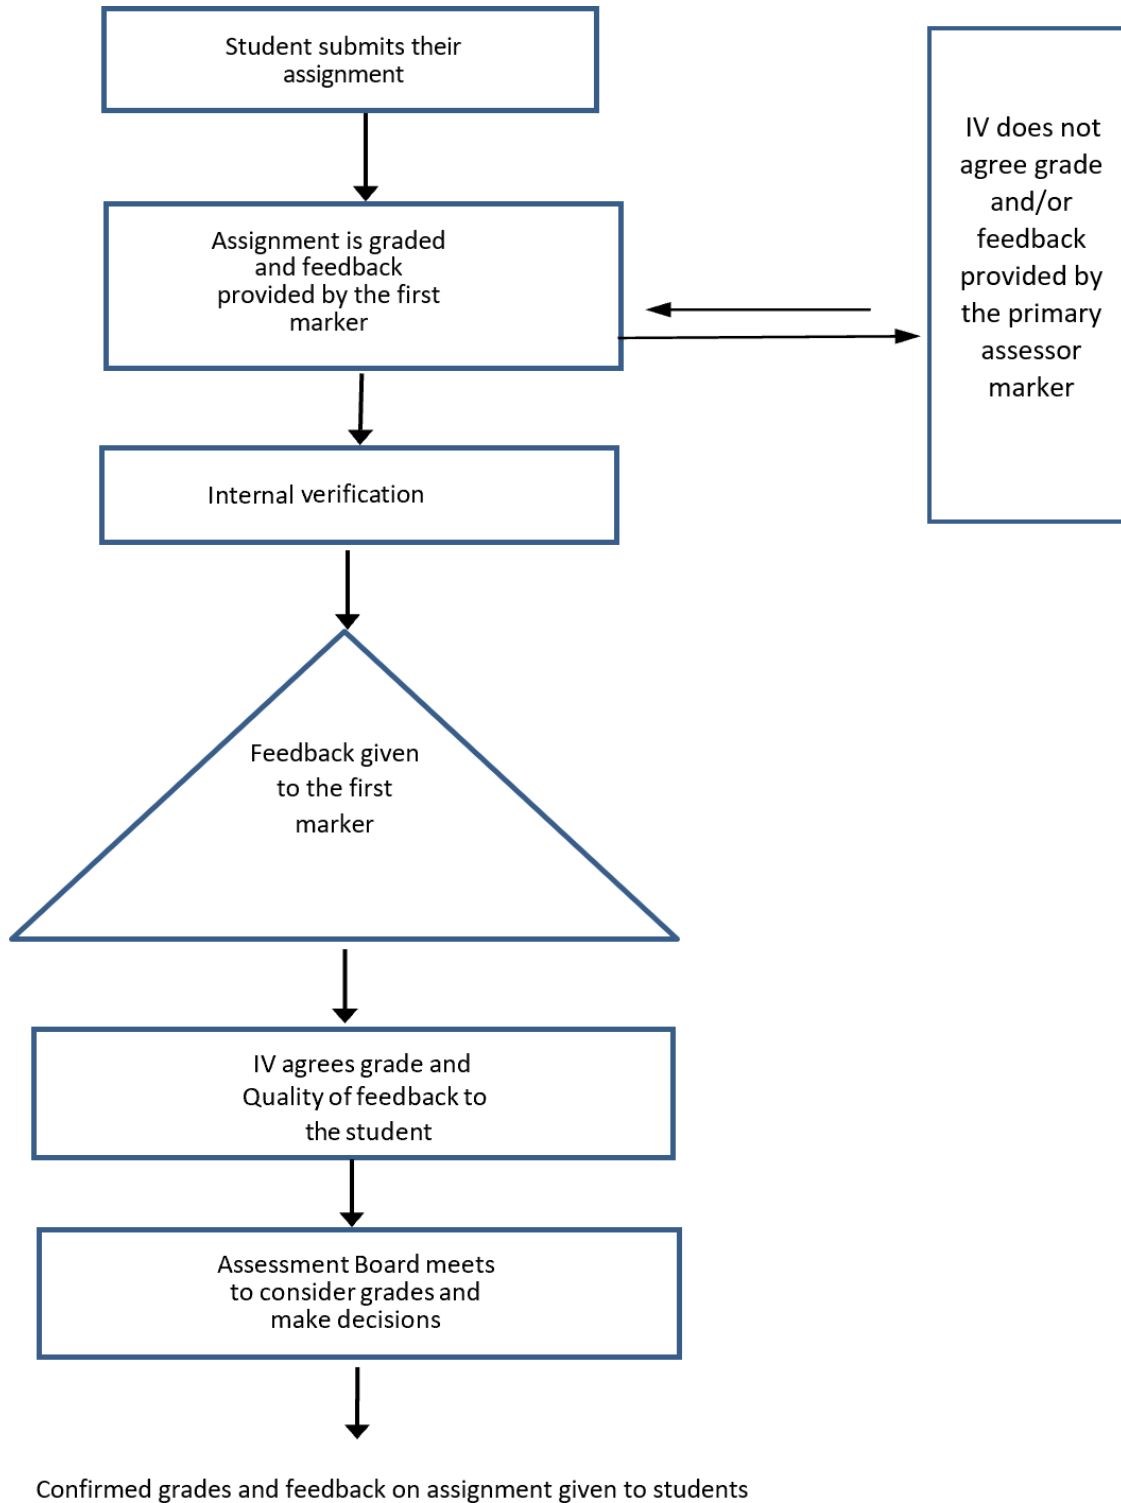 Student submits their
assignment
Assignment is graded
and feedback
provided by the first
marker
IV does not
agree grade
and/or
feedback
provided by
the primary
assessor
marker
Internal verification
Feedback given
to the first
marker
IV agrees grade and
Quality of feedback to
the student
Assessment Board meets
to consider grades and
make decisions
Confirmed grades and feedback on assignment given to students